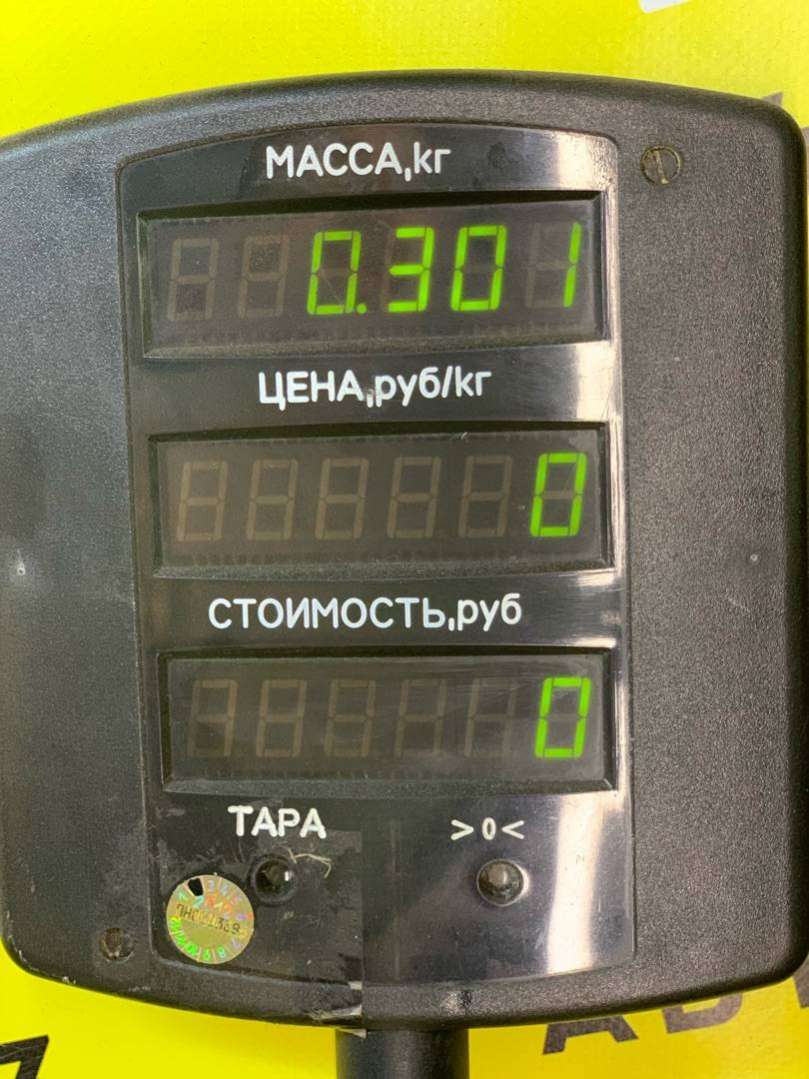 МАССА,кг
0.301
ЦЕНА,руб/кг
0
СТОИМОСТЬ,руб
0
ТАРА >0<